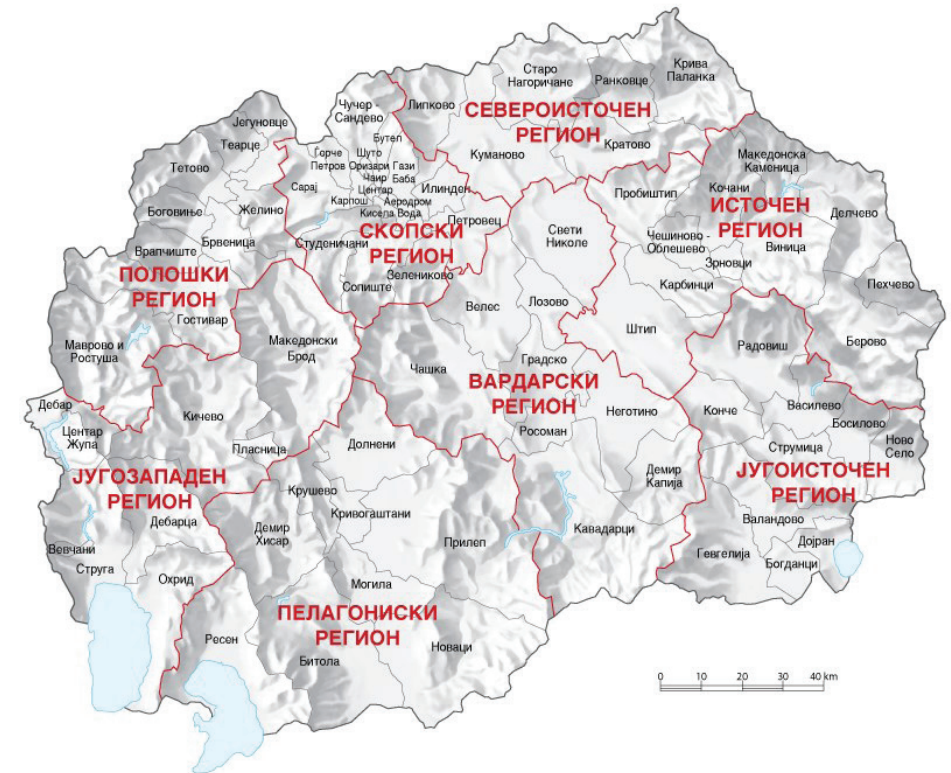 Крива
Паланка
Старо
Нагоричане
Ранковце
Чучер -
Сандево
Липково
СЕВЕРОИСТОЧЕН
РЕГИОН
Куманово
Кратово
Јегуновце
Теарце
Тетово
Боговиње
Желино
Брвеница
Врапчиште
ПОЛОШКИ
РЕГИОН
Гостивар
Маврово и
Ростуша
Бутел
Ѓорче
Петров
Шуто
Оризари
Гази
Баба
Чаир
Сарај
Центар
Карпош
Аеродром
Кисела Вода
Илинден
Петровец
Студеничани
СКОПСКИ
РЕГИОН
Зелениково
Сопиште
Македонска
Каменица
Пробиштип
Кочани
ИСТОЧЕН
РЕГИОН
Делчево
Чешиново -
Облешево
Виница
Зрновци
Карбинци
Пехчево
Штип
Берово
Свети
Николе
Велес
Лозово
Чашка
Градско
ВАРДАРСКИ
РЕГИОН
Неготино
Росоман
Демир
Капија
Кавадарци
Македонски
Брод
Дебар
Центар
Жупа
Кичево
Пласница
ЈУГОЗАПАДЕН
РЕГИОН
Дебарца
Вевчани
Струга
Охрид
Радовиш
Конче
Василево
Босилово
Струмица
Ново
Село
ЈУГОИСТОЧЕН
РЕГИОН
Валандово
Дојран
Гевгелија
Богданци
Долнени
Крушево
Кривогаштани
Демир
Хисар
Прилеп
Могила
ПЕЛАГОНИСКИ
РЕГИОН
Ресен
Битола
Новаци
0 10 20 30 40 km